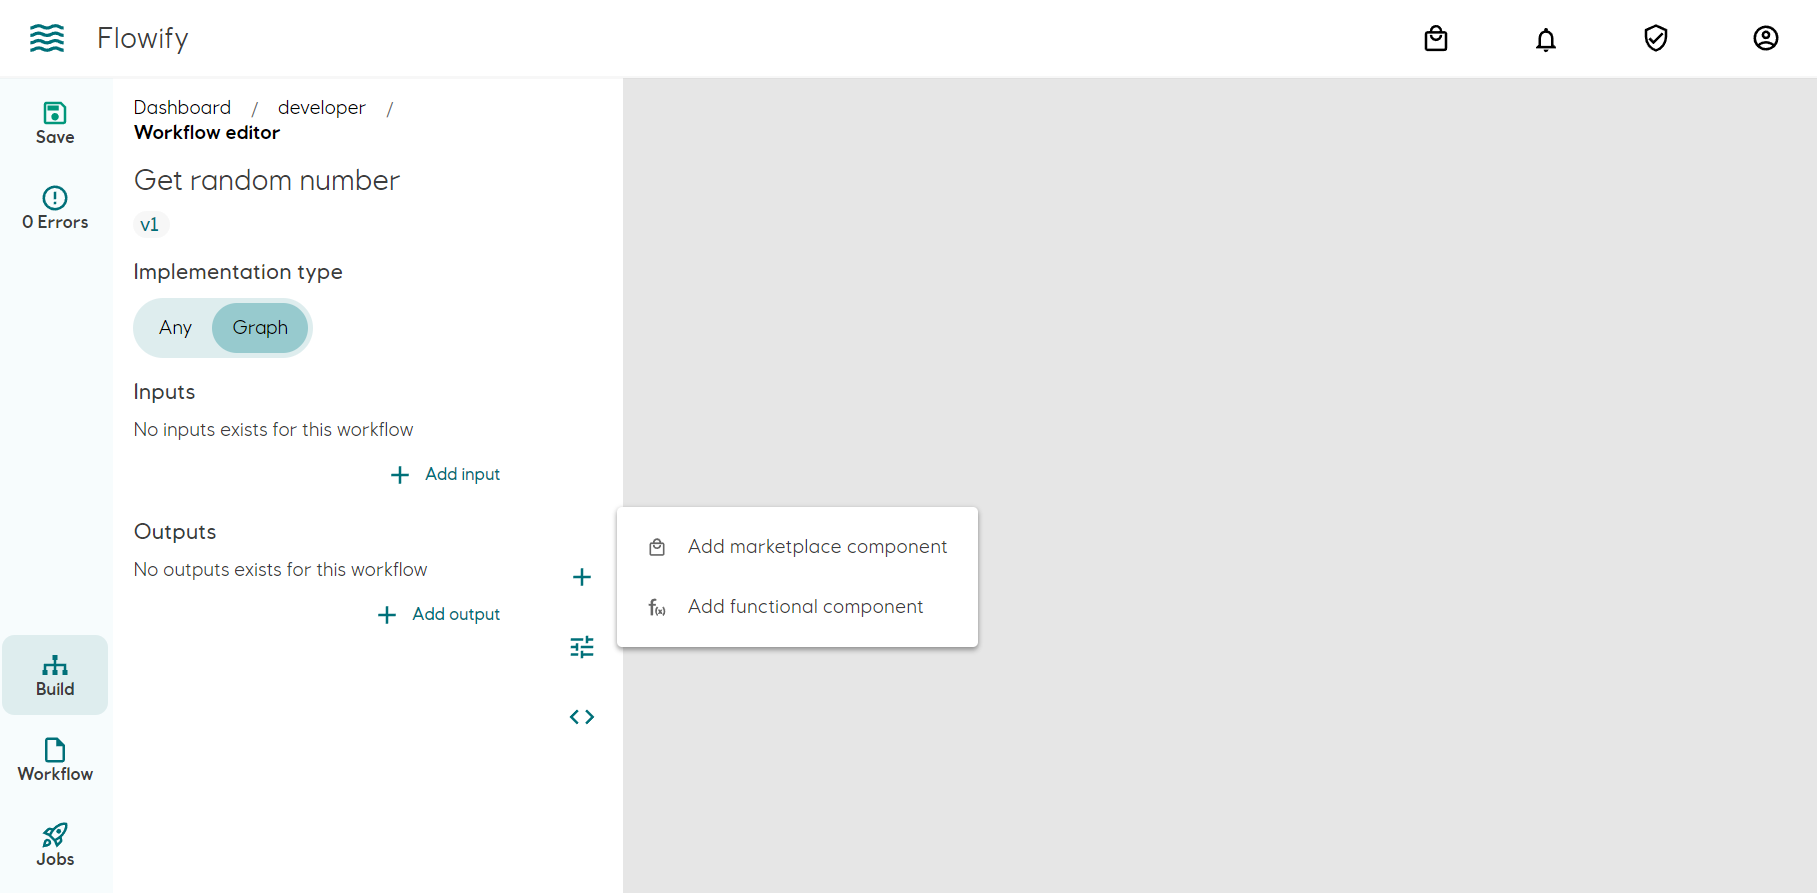 Flowify
Save
0 Errors
Dashboard / developer /
Workflow editor
Get random number
v1
Implementation type
Any Graph
Inputs
No inputs exists for this workflow
+ Add input
Outputs
No outputs exists for this workflow
+ Add output
Add marketplace component
f(x) Add functional component
Build
Workflow
Jobs